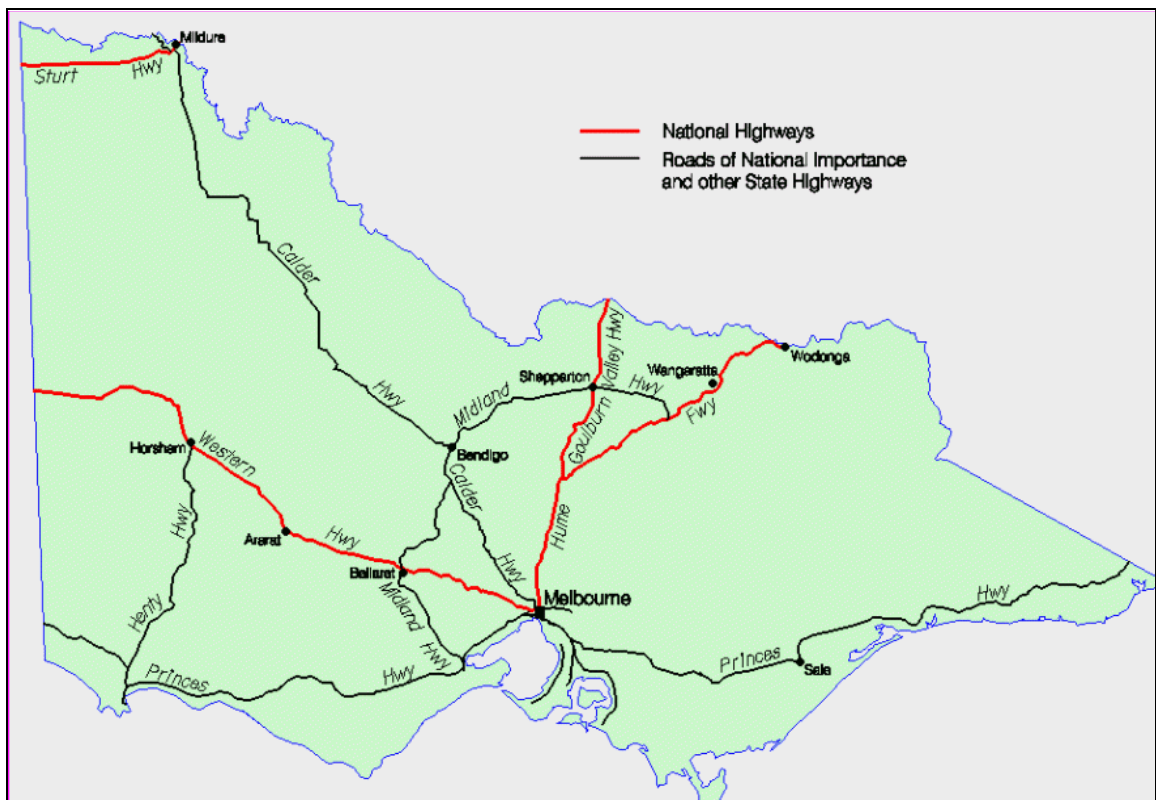 Mildura
Sturt Hwy
National Highways
Roads of National Importance
and other State Highways
Calder
Hwy
Valley Hwy
Wodonga
Shepparton
Hwy
Wangaratta
Midland
Goulburn
Fwy
Horsham
Western
Bendigo
Calder
Hwy
Hume
Ararat
Hwy
Ballarat
Hwy
Midland
Melbourne
Henty
Hwy
Hwy
Princes
Sale
Princes
Hwy